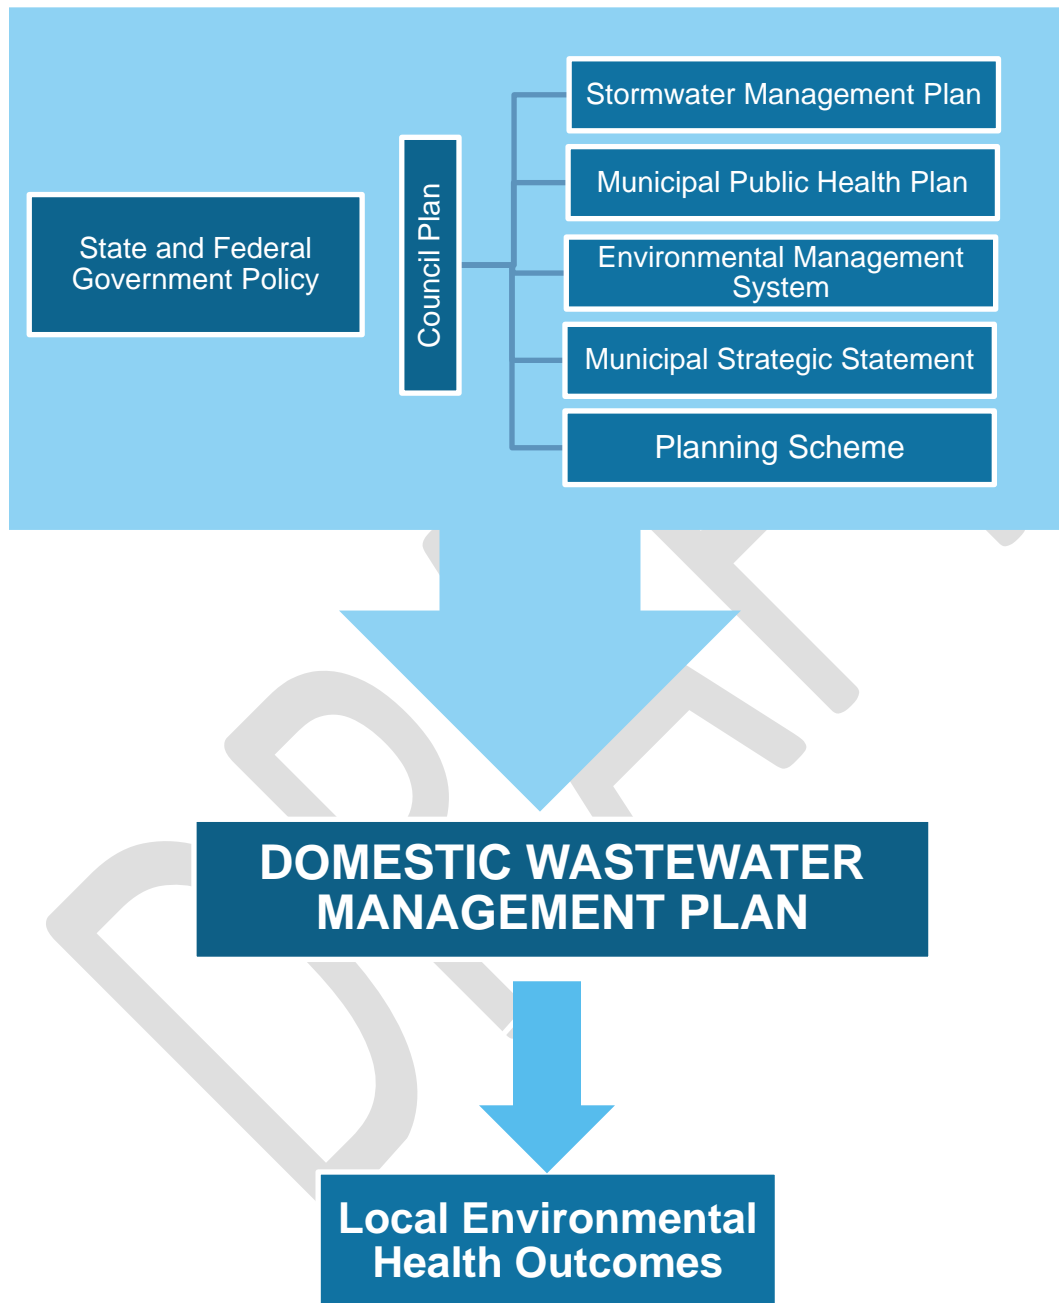 State and Federal
Government Policy
Council Plan
Stormwater Management Plan
Municipal Public Health Plan
Environmental Management
System
Municipal Strategic Statement
Planning Scheme
DOMESTIC WASTEWATER
MANAGEMENT PLAN
Local Environmental
Health Outcomes
DRAFT